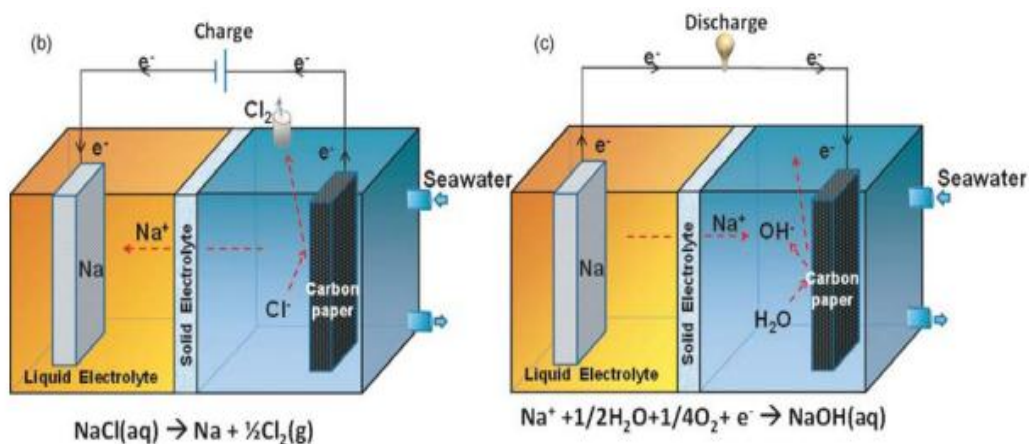 (b)
Charge
e⁻
e⁻
Cl₂
e⁻
e⁻
Seawater
Na⁺
Na
Solid Electrolyte
Cl⁻
Carbon
paper
Liquid Electrolyte
NaCl(aq) → Na + ½Cl₂(g)
(c)
Discharge
e⁻
e⁻
e⁻
e⁻
Seawater
Na⁺
OH⁻
Na
Solid Electrolyte
Carbon
paper
H₂O
Liquid Electrolyte
Na⁺ +1/2H₂O+1/4O₂+ e⁻ → NaOH(aq)